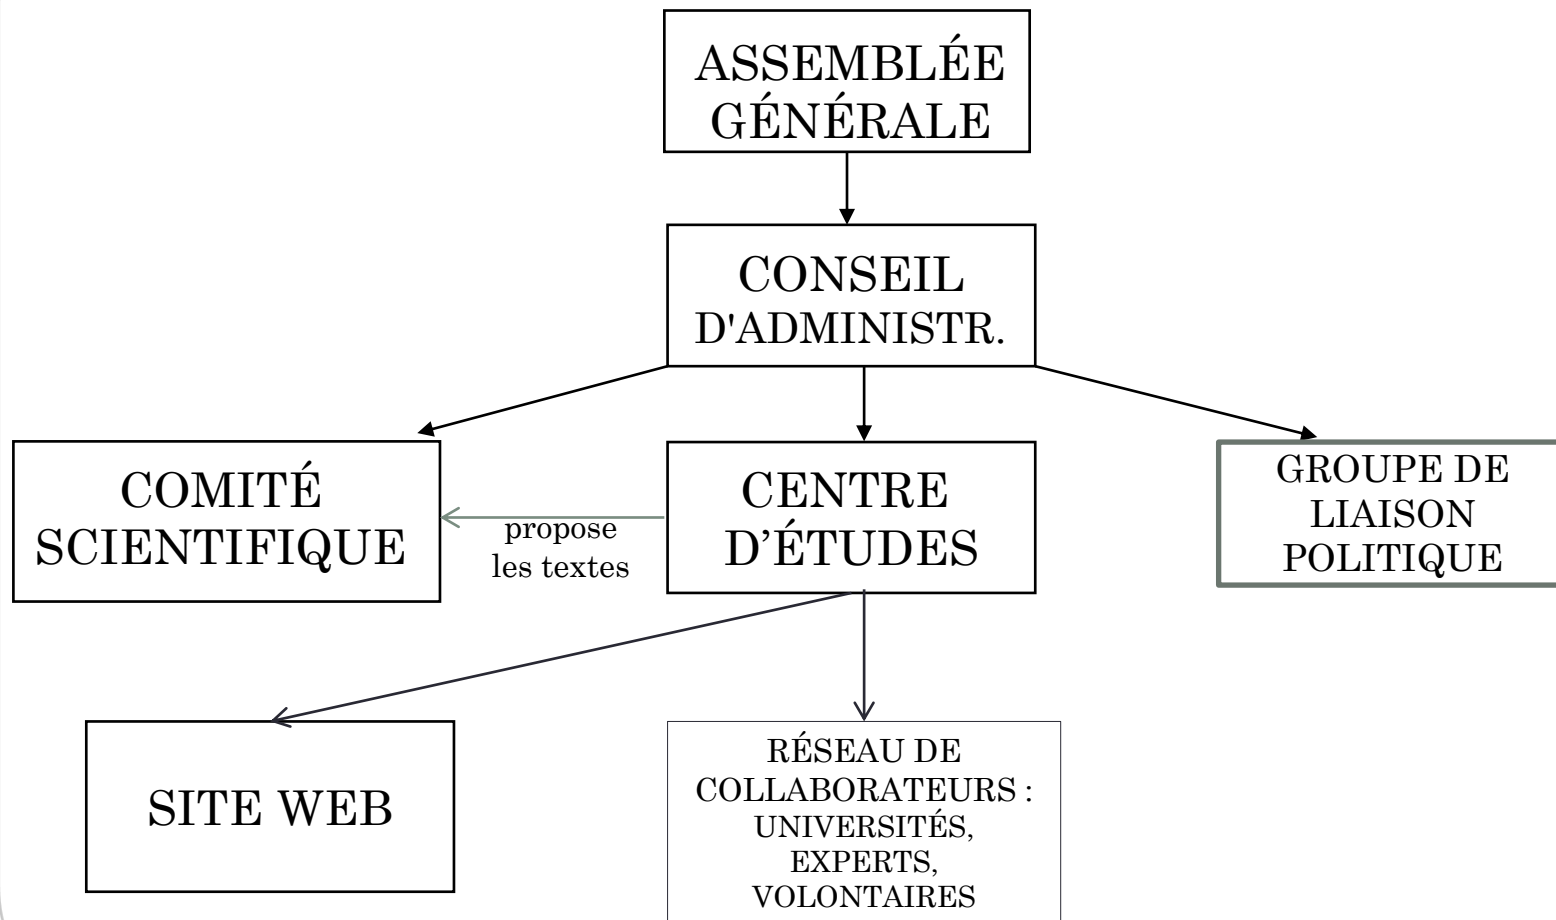 ASSEMBLÉE
GÉNÉRALE
CONSEIL
D'ADMINISTR.
COMITÉ
SCIENTIFIQUE
propose
les textes
CENTRE
D’ÉTUDES
GROUPE DE
LIAISON
POLITIQUE
SITE WEB
RÉSEAU DE
COLLABORATEURS :
UNIVERSITÉS,
EXPERTS,
VOLONTAIRES